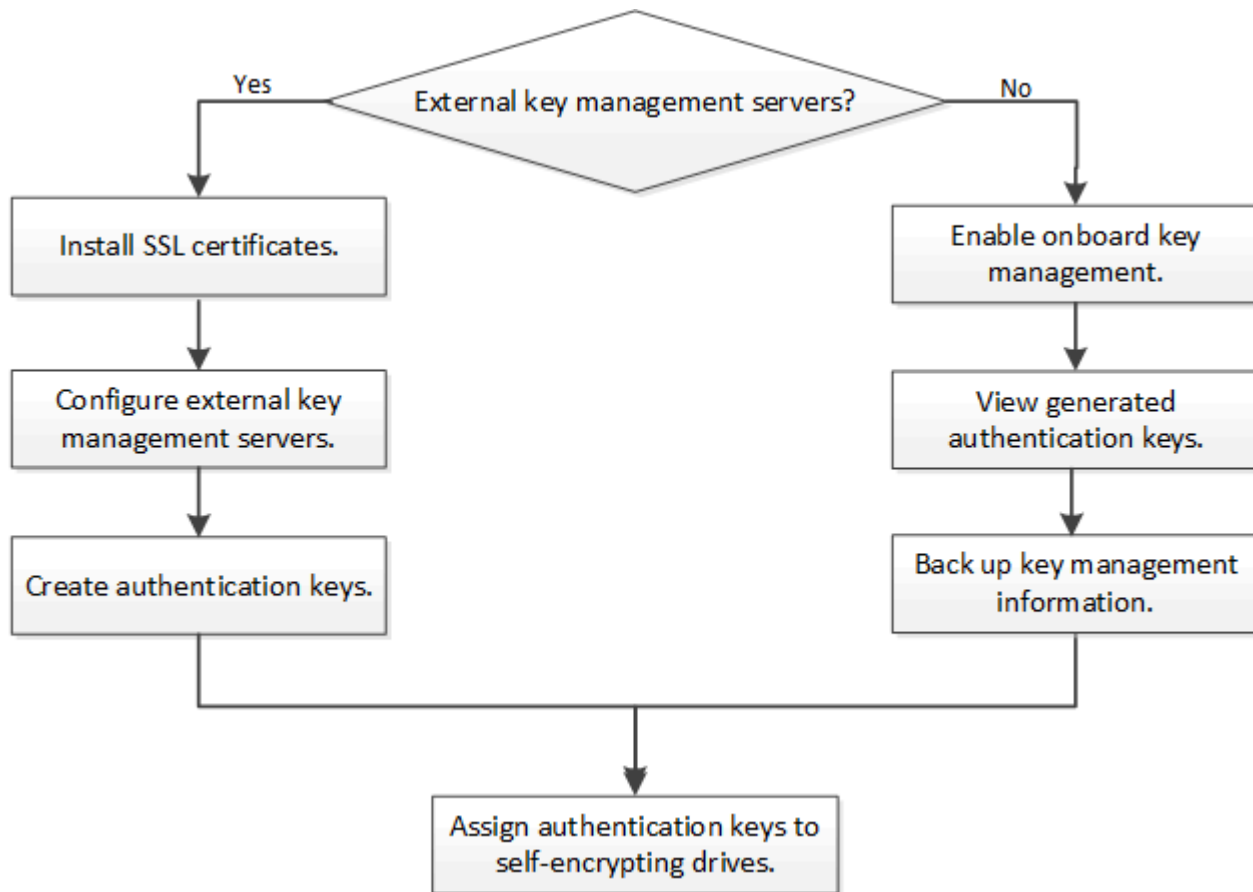 External key management servers?
Yes
No
Install SSL certificates.
Configure external key
management servers.
Create authentication keys.
Enable onboard key
management.
View generated
authentication keys.
Back up key management
information.
Assign authentication keys to
self-encrypting drives.